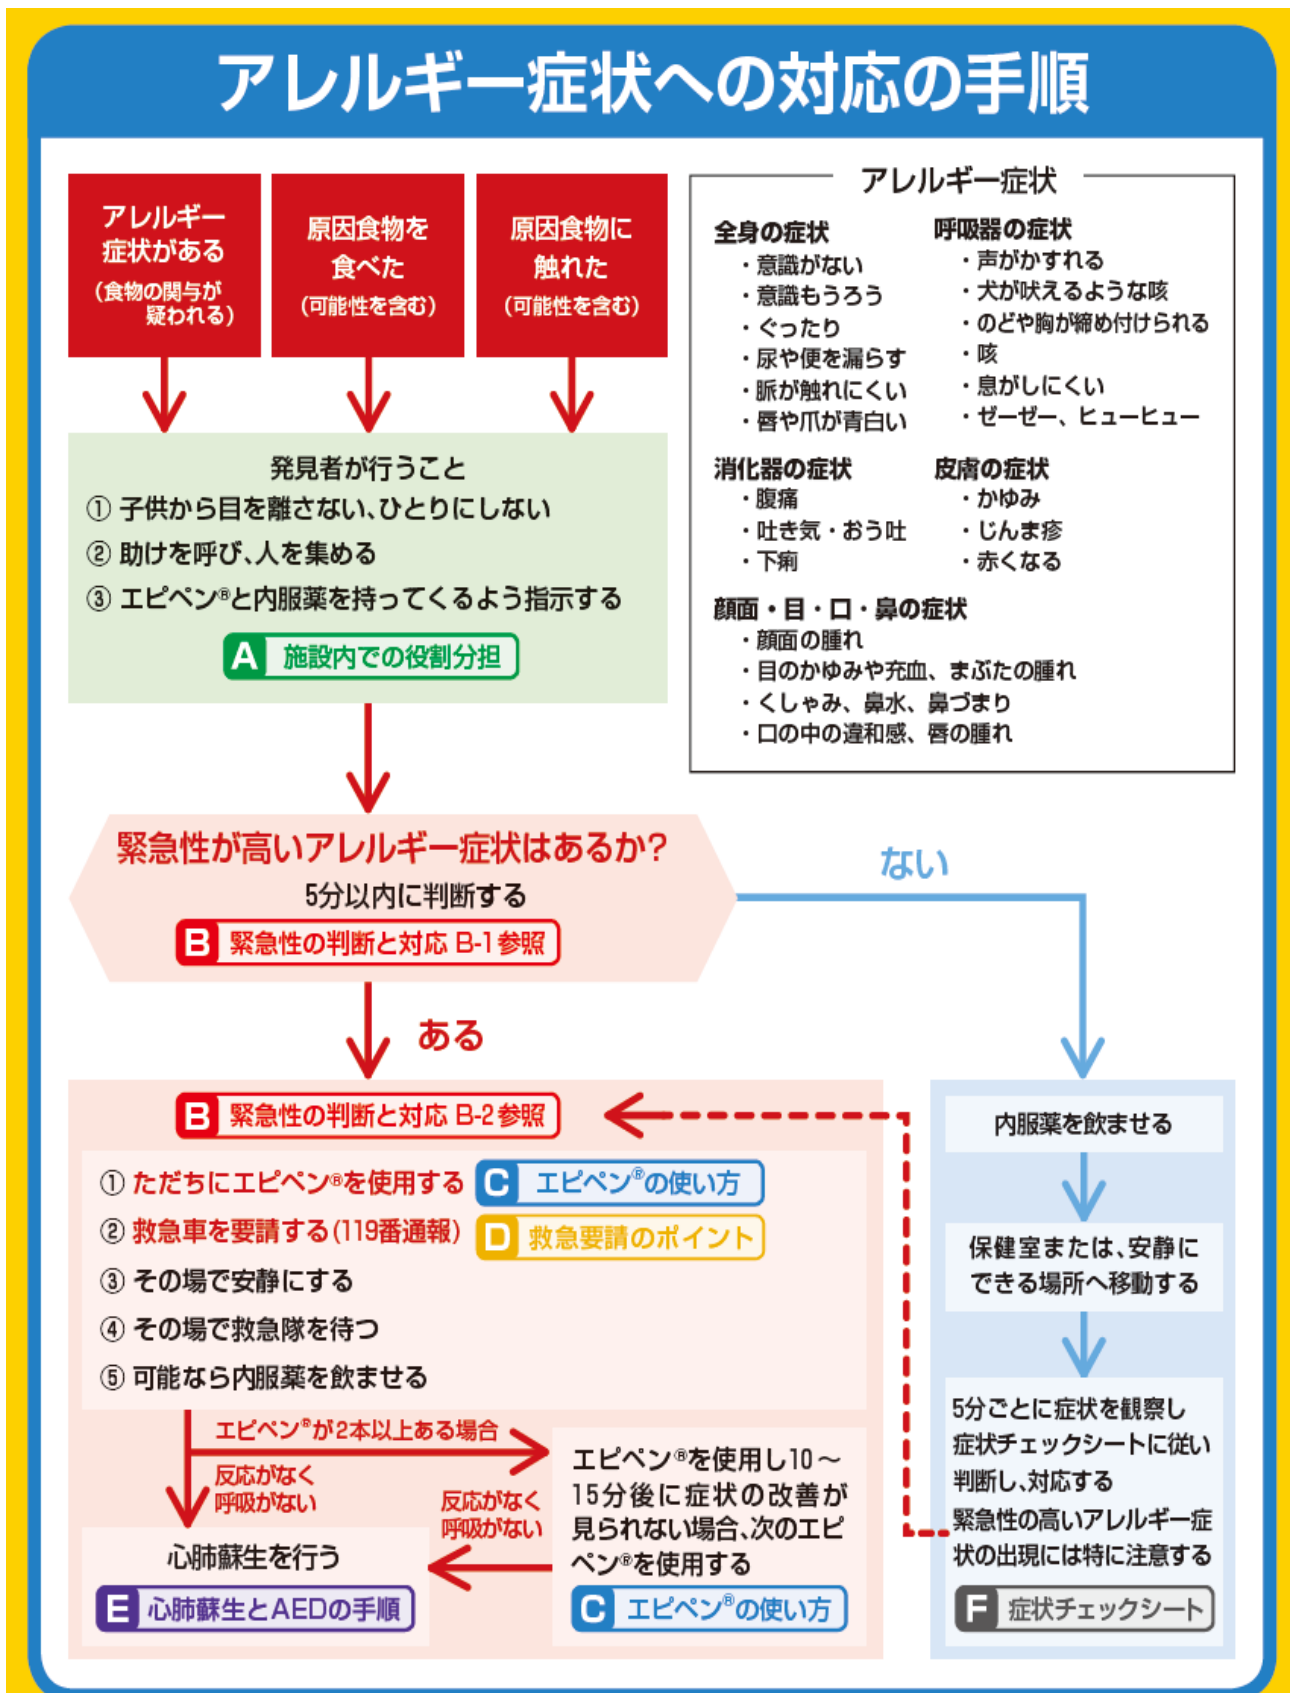 アレルギー症状への対応の手順
アレルギー
症状がある
(食物の関与が
疑われる)
原因食物を
食べた
(可能性を含む)
原因食物に
触れた
(可能性を含む)
アレルギー症状
全身の症状
・意識がない
・意識もうろう
・ぐったり
・尿や便を漏らす
・脈が触れにくい
・唇や爪が青白い
呼吸器の症状
・声がかすれる
・犬が吠えるような咳
・のどや胸が締め付けられる
・咳
・息がしにくい
・ゼーゼー、ヒューヒュー
消化器の症状
・腹痛
・吐き気・おう吐
・下痢
皮膚の症状
・かゆみ
・じんま疹
・赤くなる
顔面・目・口・鼻の症状
・顔面の腫れ
・目のかゆみや充血、まぶたの腫れ
・くしゃみ、鼻水、鼻づまり
・口の中の違和感、唇の腫れ
発見者が行うこと
① 子供から目を離さない、ひとりにしない
② 助けを呼び、人を集める
③ エピペン®と内服薬を持ってくるよう指示する
A 施設内での役割分担
緊急性が高いアレルギー症状はあるか?
5分以内に判断する
B 緊急性の判断と対応 B-1参照
ない
ある
B 緊急性の判断と対応 B-2参照
① ただちにエピペン®を使用する
C エピペン®の使い方
② 救急車を要請する(119番通報)
D 救急要請のポイント
③ その場で安静にする
④ その場で救急隊を待つ
⑤ 可能なら内服薬を飲ませる
エピペン®が2本以上ある場合
反応がなく
呼吸がない
エピペン®を使用し10～
15分後に症状の改善が
見られない場合、次のエピ
ペン®を使用する
C エピペン®の使い方
反応がなく
呼吸がない
心肺蘇生を行う
E 心肺蘇生とAEDの手順
内服薬を飲ませる
保健室または、安静に
できる場所へ移動する
5分ごとに症状を観察し
症状チェックシートに従い
判断し、対応する
緊急性の高いアレルギー症
状の出現には特に注意する
F 症状チェックシート